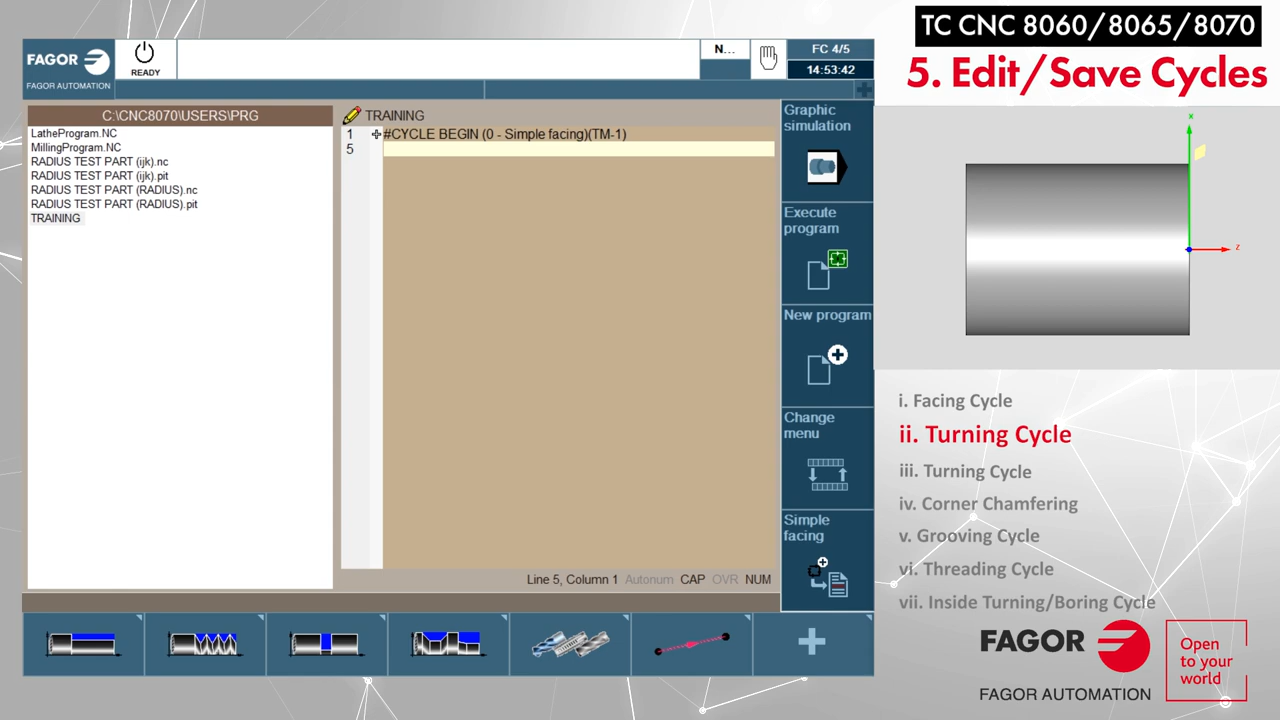 TC CNC 8060/8065/8070
5. Edit/Save Cycles
FAGOR
FAGOR AUTOMATION
READY
N...
FC 4/5
14:53:42
C:\CNC8070\USERS\PRG
LatheProgram.NC
MillingProgram.NC
RADIUS TEST PART (ijk).nc
RADIUS TEST PART (ijk).pit
RADIUS TEST PART (RADIUS).nc
RADIUS TEST PART (RADIUS).pit
TRAINING
TRAINING
1 #CYCLE BEGIN (0 - Simple facing)(TM-1)
5
Line 5, Column 1 Autonum CAP OVR NUM
Graphic
simulation
Execute
program
New program
Change
menu
Simple
facing
x
z
i. Facing Cycle
ii. Turning Cycle
iii. Turning Cycle
iv. Corner Chamfering
v. Grooving Cycle
vi. Threading Cycle
vii. Inside Turning/Boring Cycle
FAGOR
FAGOR AUTOMATION
Open
to your
world